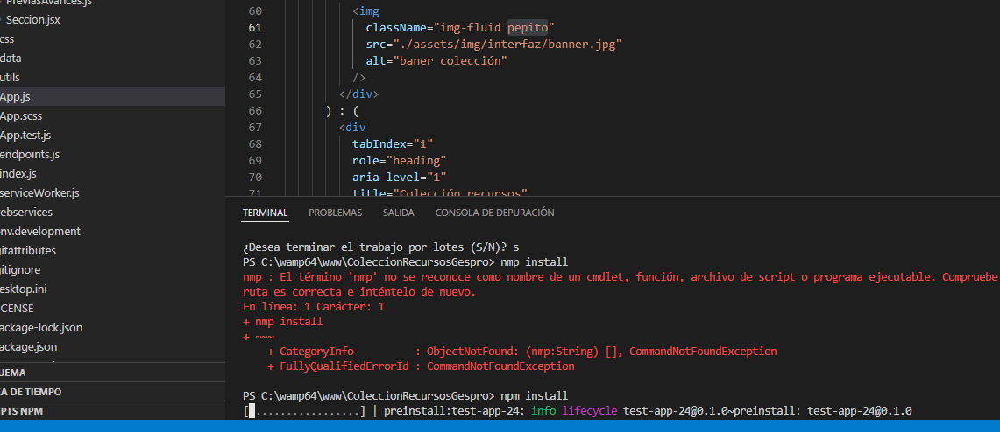 PreviasAvances.js
Seccion.jsx
css
data
utils
App.js
App.scss
App.test.js
endpoints.js
index.js
serviceWorker.js
ebservices
nv.development
gitattributes
itignore
esktop.ini
CENSE
ackage-lock.json
ackage.json
UEMA
A DE TIEMPO
PTS NPM
60 <img
61 className="img-fluid pepito"
62 src="./assets/img/interfaz/banner.jpg"
63 alt="baner colección"
64 />
65 </div>
66 ) : (
67 <div
68 tabIndex="1"
69 role="heading"
70 aria-level="1"
71 title="Colección recursos"
TERMINAL PROBLEMAS SALIDA CONSOLA DE DEPURACIÓN
¿Desea terminar el trabajo por lotes (S/N)? s
PS C:\wamp64\www\ColeccionRecursosGespro> nmp install
nmp : El término 'nmp' no se reconoce como nombre de un cmdlet, función, archivo de script o programa ejecutable. Compruebe
ruta es correcta e inténtelo de nuevo.
En línea: 1 Carácter: 1
+ nmp install
+ ~~~
+ CategoryInfo : ObjectNotFound: (nmp:String) [], CommandNotFoundException
+ FullyQualifiedErrorId : CommandNotFoundException
PS C:\wamp64\www\ColeccionRecursosGespro> npm install
[ ................] | preinstall:test-app-24: info lifecycle test-app-24@0.1.0~preinstall: test-app-24@0.1.0